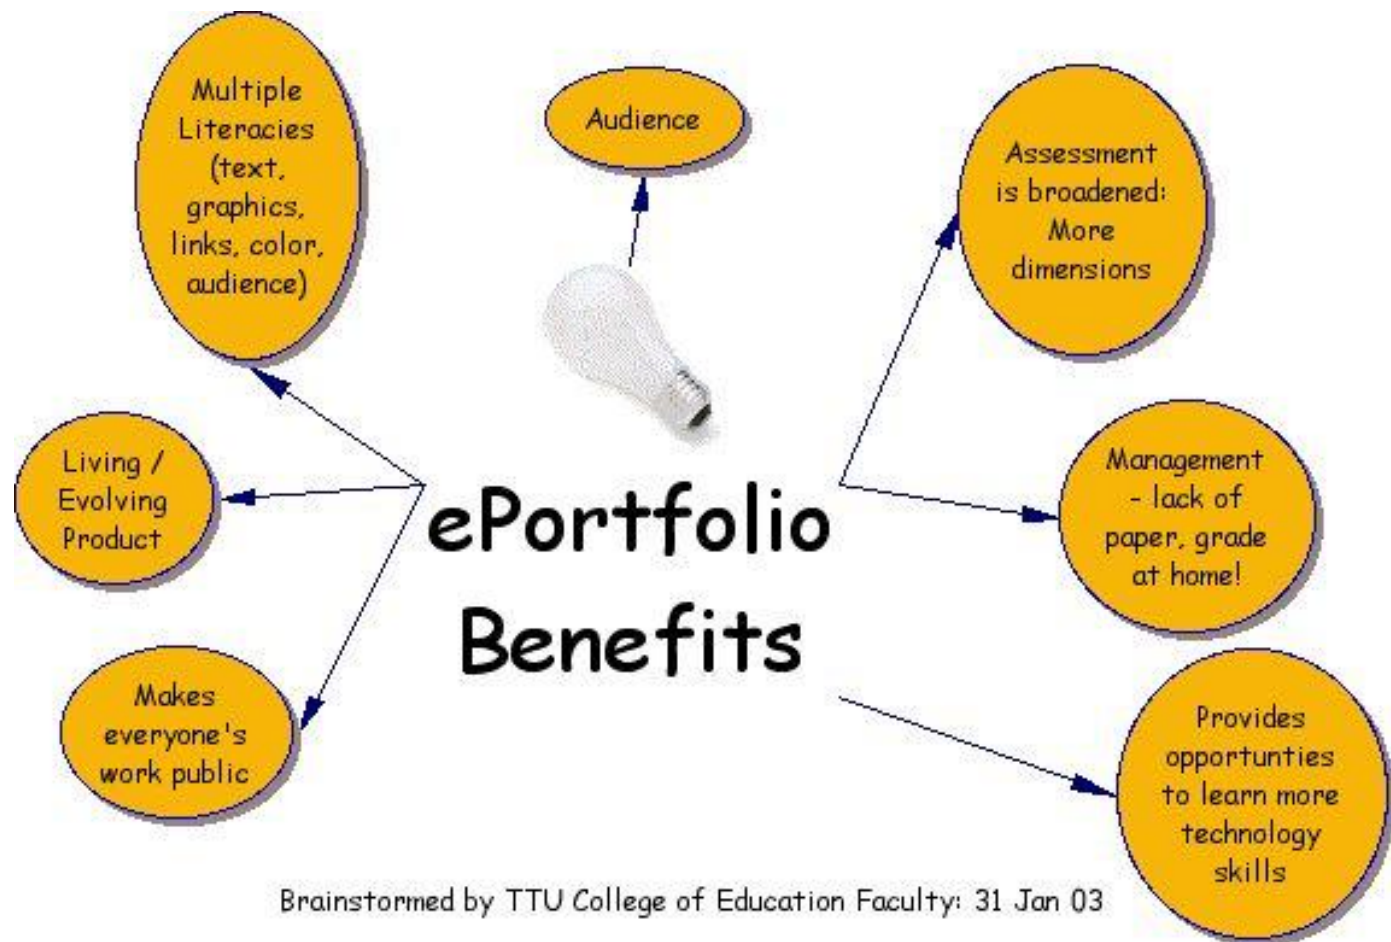 Multiple
Literacies
(text,
graphics,
links, color,
audience)
Audience
Assessment
is broadened:
More
dimensions
Living /
Evolving
Product
ePortfolio
Benefits
Management
- lack of
paper, grade
at home!
Makes
everyone's
work public
Provides
opportunties
to learn more
technology
skills
Brainstormed by TTU College of Education Faculty: 31 Jan 03